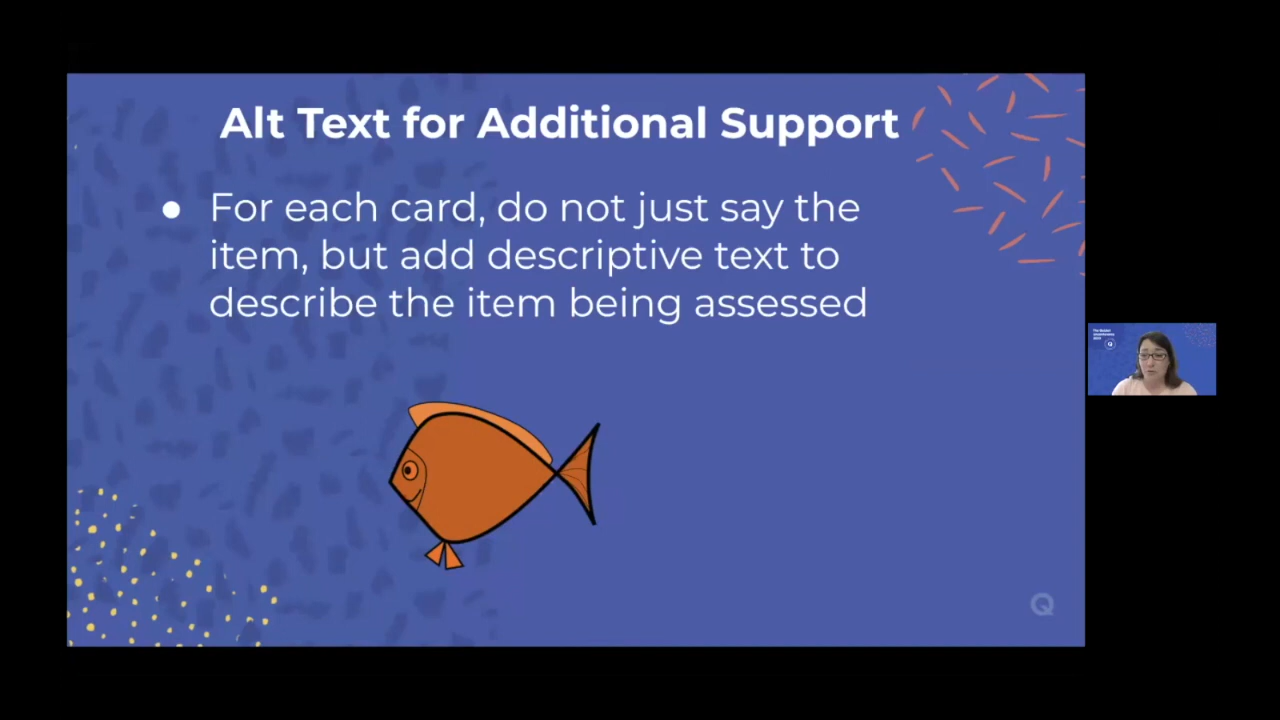 Alt Text for Additional Support
● For each card, do not just say the
item, but add descriptive text to
describe the item being assessed
Q
Q